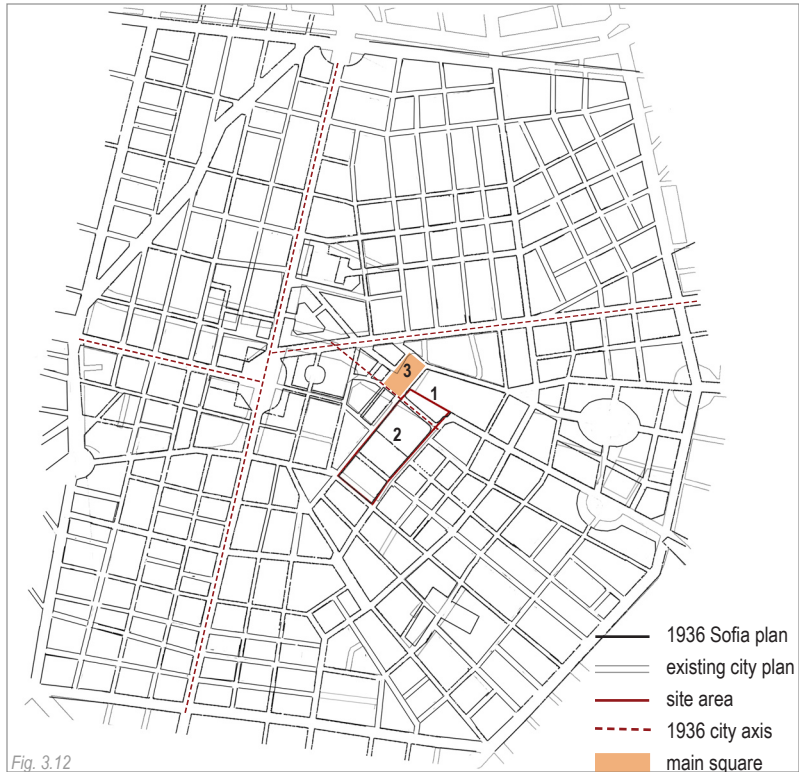 3
1
2
1936 Sofia plan
existing city plan
site area
1936 city axis
main square
Fig. 3.12